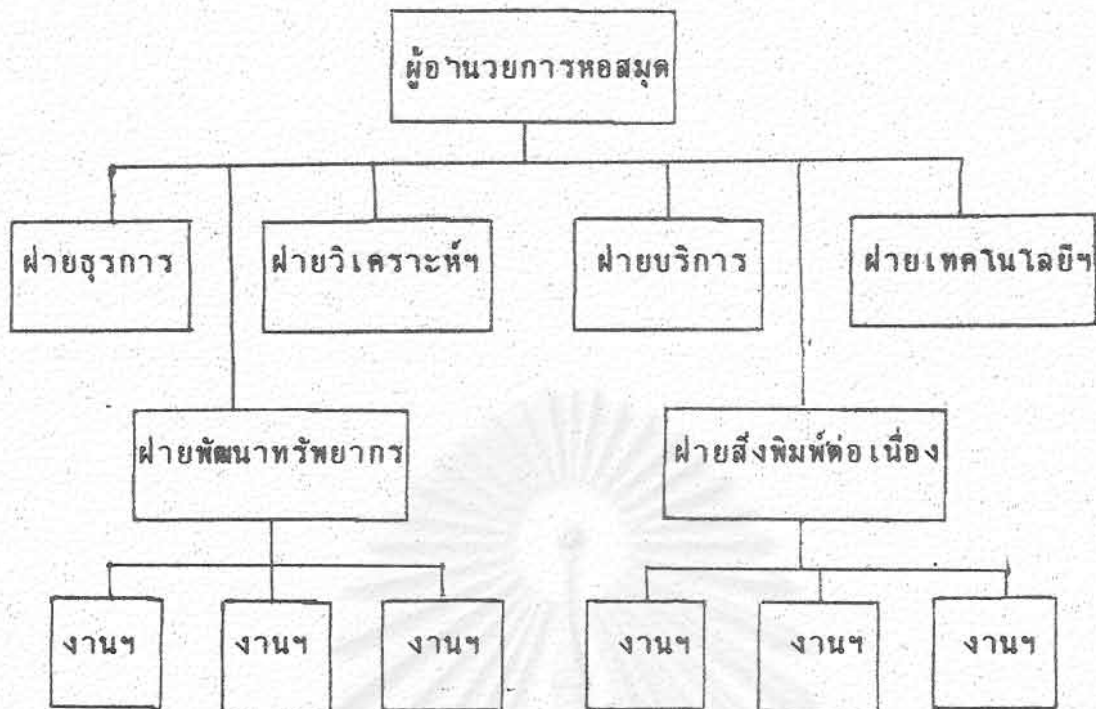 ผู้อำนวยการหอสมุด
ฝ่ายธุรการ
ฝ่ายวิเคราะห์ฯ
ฝ่ายบริการ
ฝ่ายเทคโนโลยีฯ
ฝ่ายพัฒนาทรัพยากร
ฝ่ายสิ่งพิมพ์ต่อเนื่อง
งานฯ
งานฯ
งานฯ
งานฯ
งานฯ
งานฯ